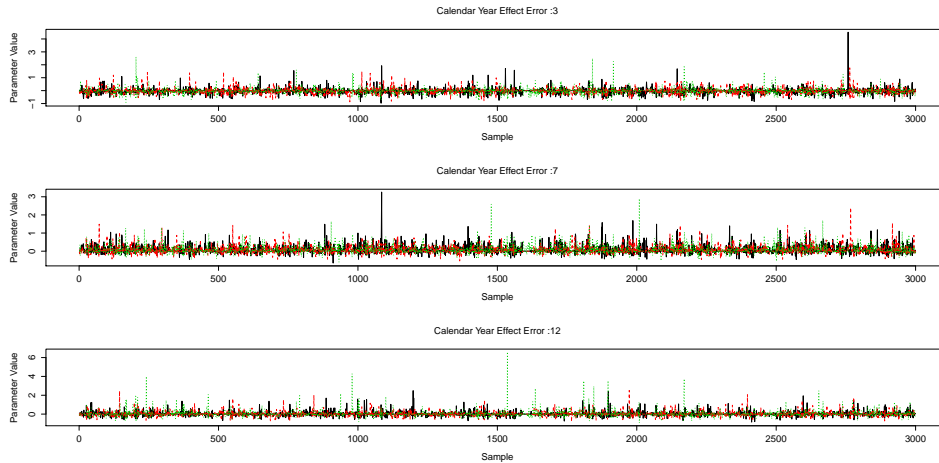 Calendar Year Effect Error :3
Parameter Value
−1 1 3
0 500 1000 1500 2000 2500 3000
Sample
Calendar Year Effect Error :7
Parameter Value
0 1 2 3
0 500 1000 1500 2000 2500 3000
Sample
Calendar Year Effect Error :12
Parameter Value
0 2 4 6
0 500 1000 1500 2000 2500 3000
Sample